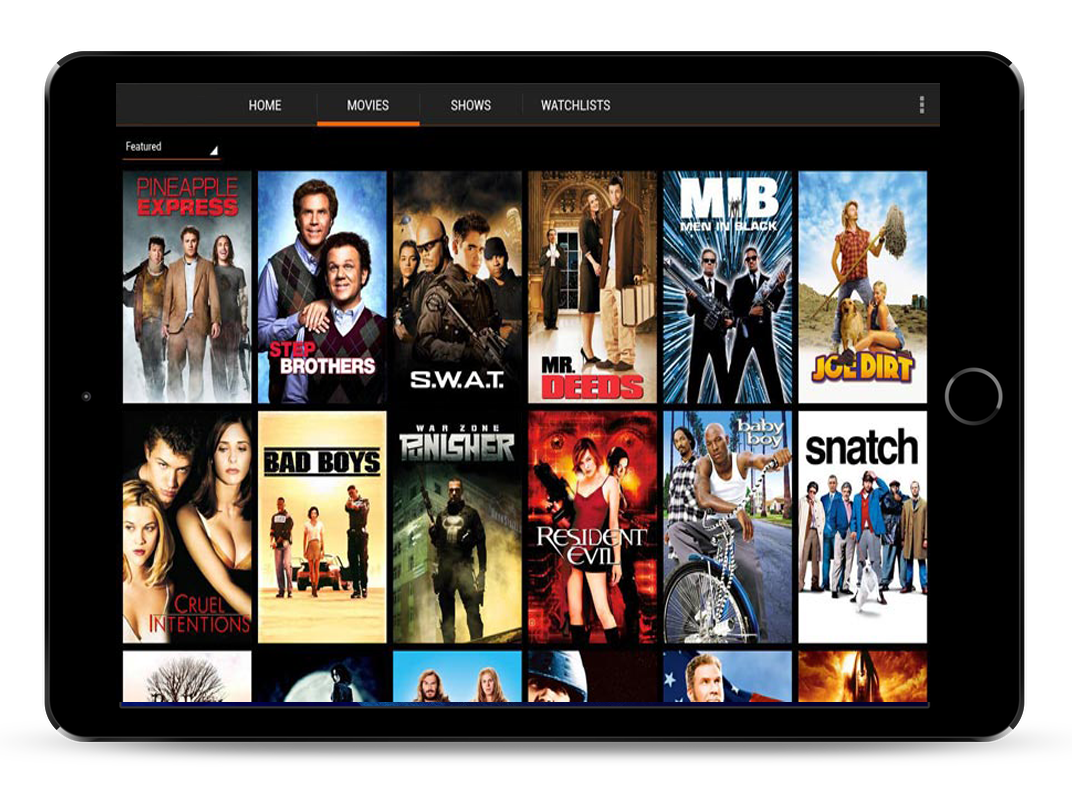 HOME MOVIES SHOWS WATCHLISTS
Featured
PINEAPPLE
EXPRESS
STEP
BROTHERS
S.W.A.T.
MR.
DEEDS
MIB
MEN IN BLACK
JOE DIRT
CRUEL
INTENTIONS
BAD BOYS
WAR ZONE
PUNISHER
RESIDENT
EVIL
baby
boy
snatch